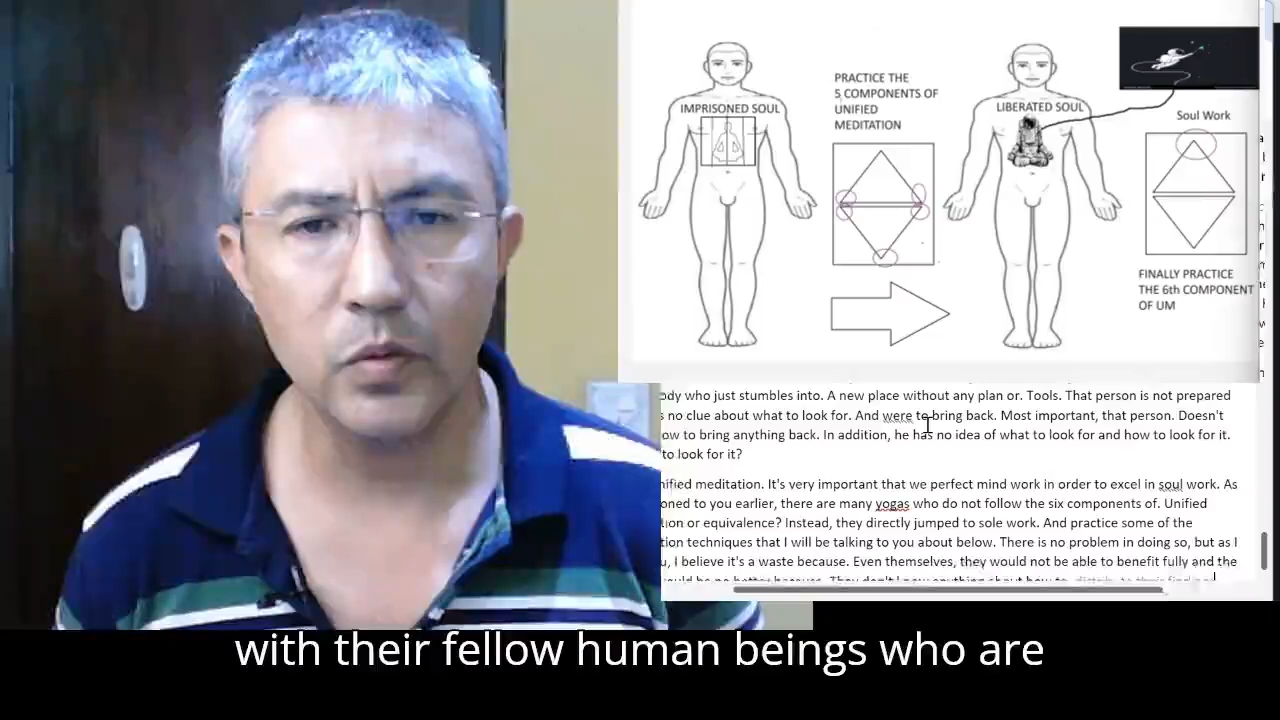 IMPRISONED SOUL
PRACTICE THE
5 COMPONENTS OF
UNIFIED
MEDITATION
LIBERATED SOUL
Soul Work
FINALLY PRACTICE
THE 6th COMPONENT
OF UM
ody who just stumbles into. A new place without any plan or. Tools. That person is not prepared
s no clue about what to look for. And were to bring back. Most important, that person. Doesn't
ow to bring anything back. In addition, he has no idea of what to look for and how to look for it.
to look for it?
nified meditation. It's very important that we perfect mind work in order to excel in soul work. As
oned to you earlier, there are many yogas who do not follow the six components of. Unified
tion or equivalence? Instead, they directly jumped to sole work. And practice some of the
tion techniques that I will be talking to you about below. There is no problem in doing so, but as I
u, I believe it's a waste because. Even themselves, they would not be able to benefit fully and the
with their fellow human beings who are